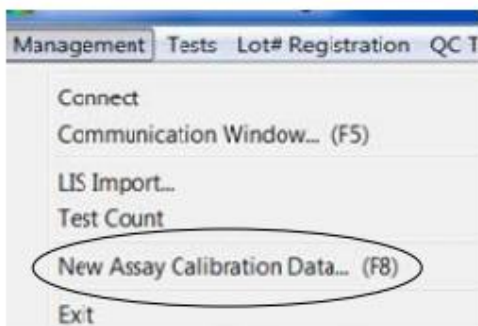 Management Tests Lot# Registration QC T
Connect
Communication Window... (F5)
LIS Import...
Test Count
New Assay Calibration Data... (F8)
Exit